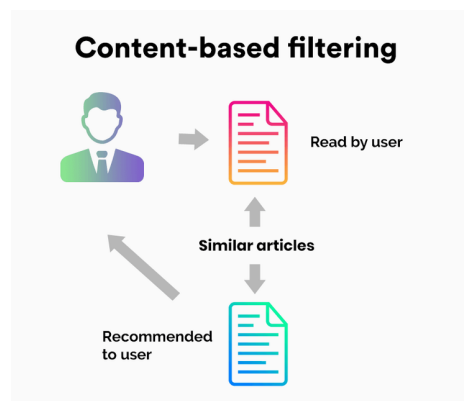 Content-based filtering
Read by user
Similar articles
Recommended
to user